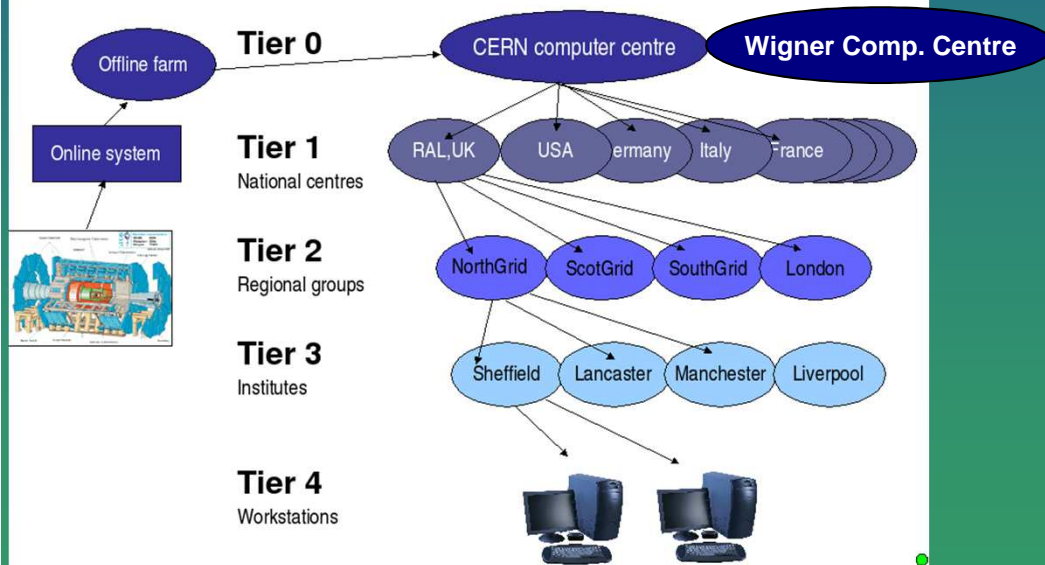 Tier 0
Offline farm
CERN computer centre
Wigner Comp. Centre
Online system
Tier 1
National centres
RAL,UK
USA
ermany
Italy
France
Tier 2
Regional groups
NorthGrid
ScotGrid
SouthGrid
London
Tier 3
Institutes
Sheffield
Lancaster
Manchester
Liverpool
Tier 4
Workstations